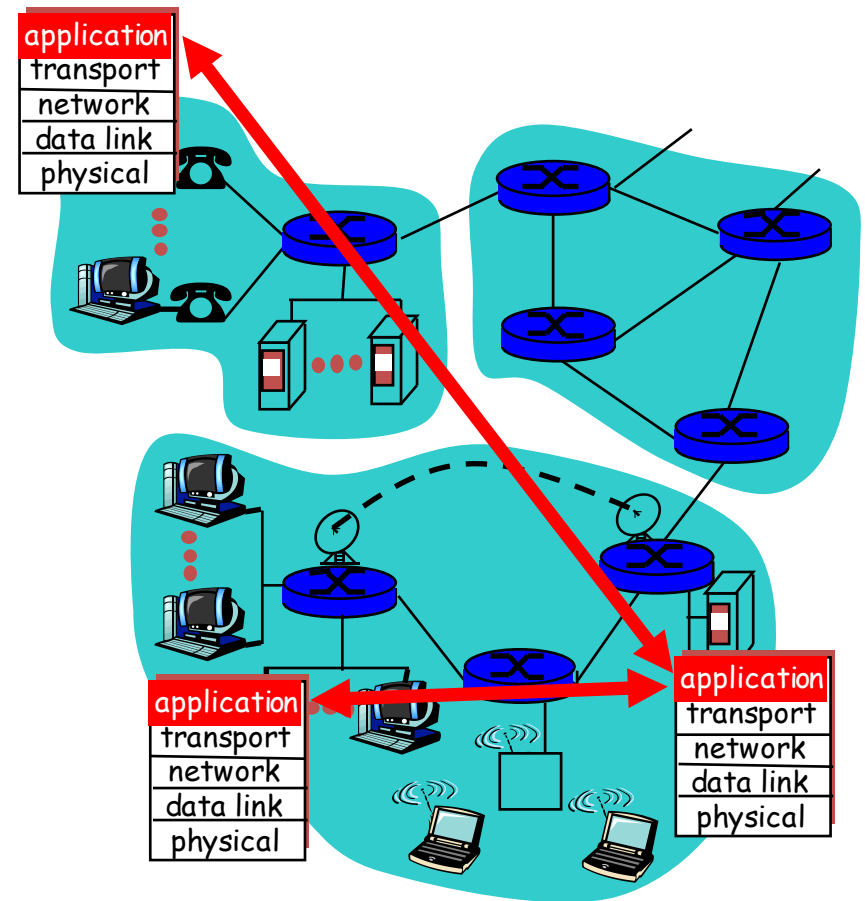 application
transport
network
data link
physical
application
transport
network
data link
physical
application
transport
network
data link
physical